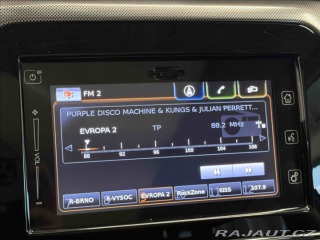 FM 2
PURPLE DISCO MACHINE & KUNGS & JULIAN PERRETT...
EVROPA 2 TP 88.2 MHz
88 92 96 100 104 108
VOL
R-BRNO R-VYSOC EVROPA 2 RockZone KISS 107.9
RAJAUT.CZ